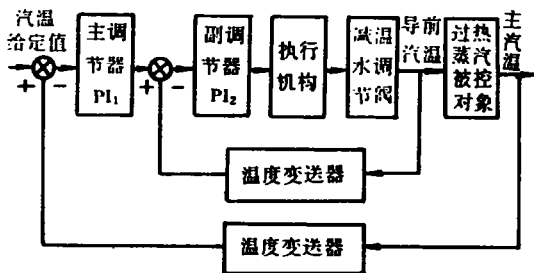 汽温
给定值
+
−
主调
节器
PI₁
+
−
副调
节器
PI₂
执行
机构
减温
水调
节阀
导前
汽温
过热
蒸汽
被控
对象
主汽温
温度变送器
温度变送器